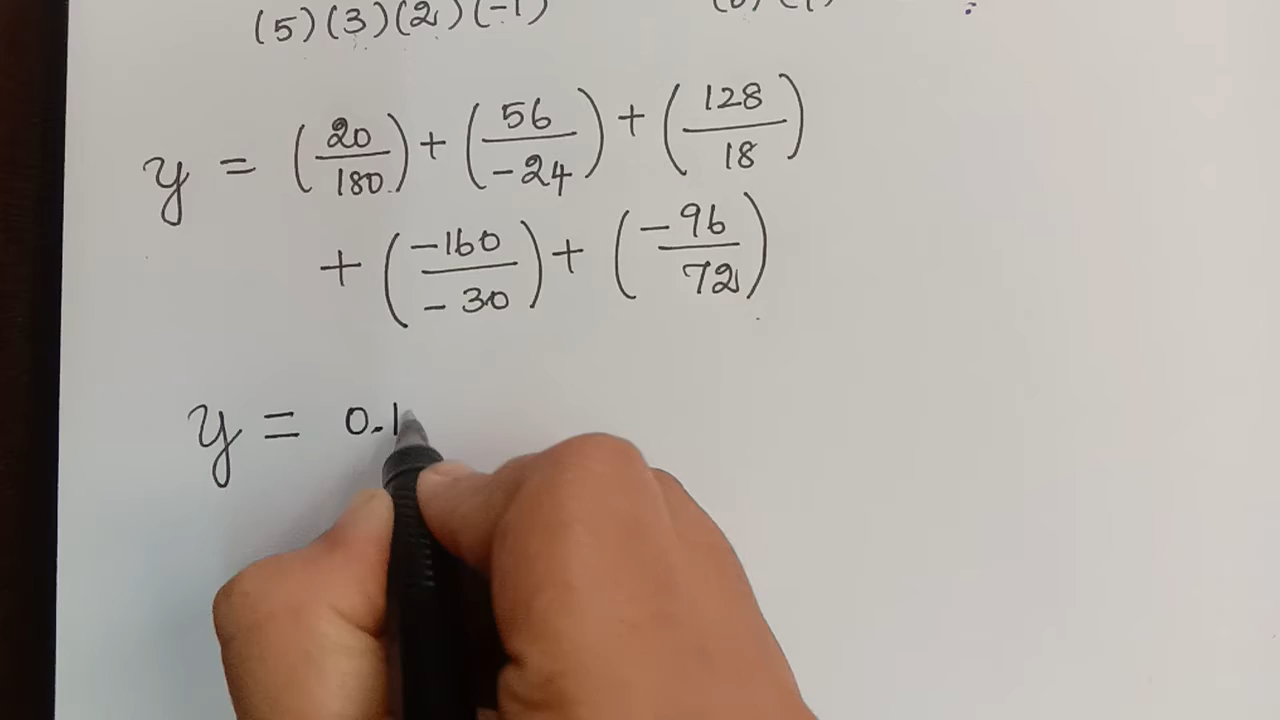 (5)(3)(2)(-1)
y = (20/180) + (56/-24) + (128/18)
+ (-160/-30) + (-96/72)
y = 0.1